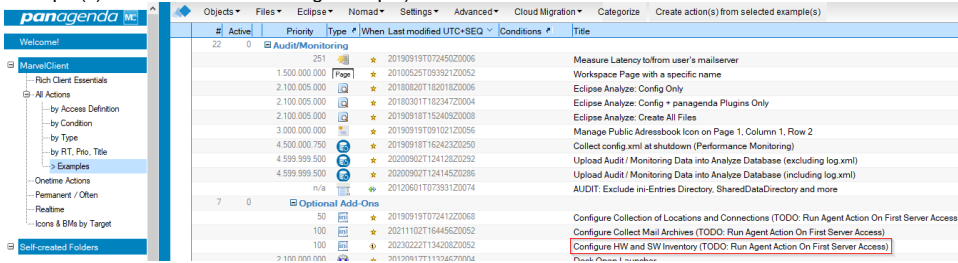 panagenda MC
Objects Files Eclipse Nomad Settings Advanced Cloud Migration Categorize Create action(s) from selected example(s)
# Active Priority Type When Last modified UTC+SEQ Conditions Title
Welcome!
MarvelClient
Rich Client Essentials
All Actions
by Access Definition
by Condition
by Type
by RT, Prio, Title
> Examples
Onetime Actions
Permanent / Often
Realtime
Icons & BMs by Target
Self-created Folders
22 0 Audit/Monitoring
251 20190919T072450Z0006 Measure Latency to/from user's mailserver
1.500.000.000 Page 20100525T093921Z0052 Workspace Page with a specific name
2.100.005.000 20180820T182018Z0006 Eclipse Analyze: Config Only
2.100.005.000 20180301T182347Z0004 Eclipse Analyze: Config + panagenda Plugins Only
2.100.005.000 20190918T152409Z0008 Eclipse Analyze: Create All Files
3.000.000.000 20190919T091021Z0056 Manage Public Adressbook Icon on Page 1, Column 1, Row 2
4.500.000.750 20190918T162423Z0250 Collect config.xml at shutdown (Performance Monitoring)
4.599.999.500 20200902T124128Z0292 Upload Audit / Monitoring Data into Analyze Database (excluding log.xml)
4.599.999.500 20200902T124145Z0286 Upload Audit / Monitoring Data into Analyze Database (including log.xml)
n/a 20120601T073931Z0074 AUDIT: Exclude ini-Entries Directory, SharedDataDirectory and more
7 0 Optional Add-Ons
50 20190919T072412Z0068 Configure Collection of Locations and Connections (TODO: Run Agent Action On First Server Access
100 20211102T164456Z0052 Configure Collect Mail Archives (TODO: Run Agent Action On First Server Access)
100 20230222T134208Z0052 Configure HW and SW Inventory (TODO: Run Agent Action On First Server Access)
2.100.000.000 20120917T113246Z0004 Desk Open Launcher